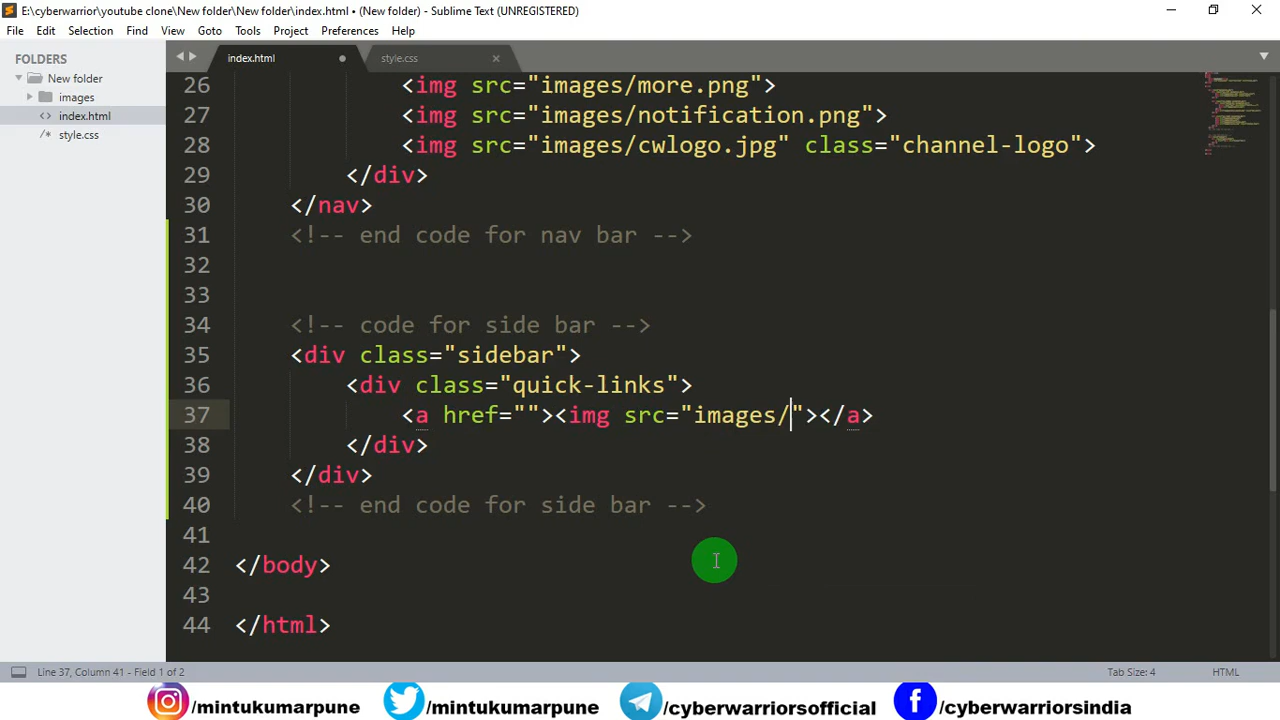 E:\cyberwarrior\youtube clone\New folder\New folder\index.html • (New folder) - Sublime Text (UNREGISTERED)
File Edit Selection Find View Goto Tools Project Preferences Help
FOLDERS
New folder
images
index.html
style.css
index.html
style.css
26 <img src="images/more.png">
27 <img src="images/notification.png">
28 <img src="images/cwlogo.jpg" class="channel-logo">
29 </div>
30 </nav>
31 <!-- end code for nav bar -->
32
33
34 <!-- code for side bar -->
35 <div class="sidebar">
36 <div class="quick-links">
37 <a href=""><img src="images/"></a>
38 </div>
39 </div>
40 <!-- end code for side bar -->
41
42 </body>
43
44 </html>
Line 37, Column 41 - Field 1 of 2 Tab Size: 4 HTML
/mintukumarpune /mintukumarpune /cyberwarriorsofficial /cyberwarriorsindia